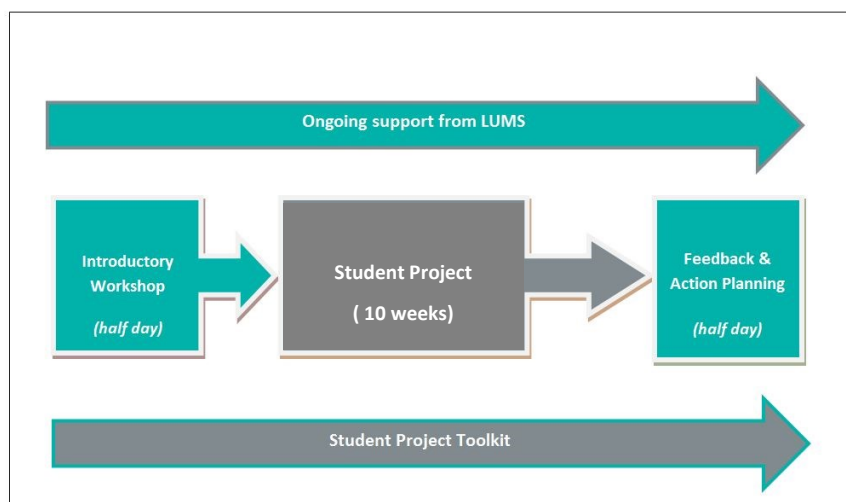 Ongoing support from LUMS
Introductory
Workshop
(half day)
Student Project
( 10 weeks)
Feedback &
Action Planning
(half day)
Student Project Toolkit